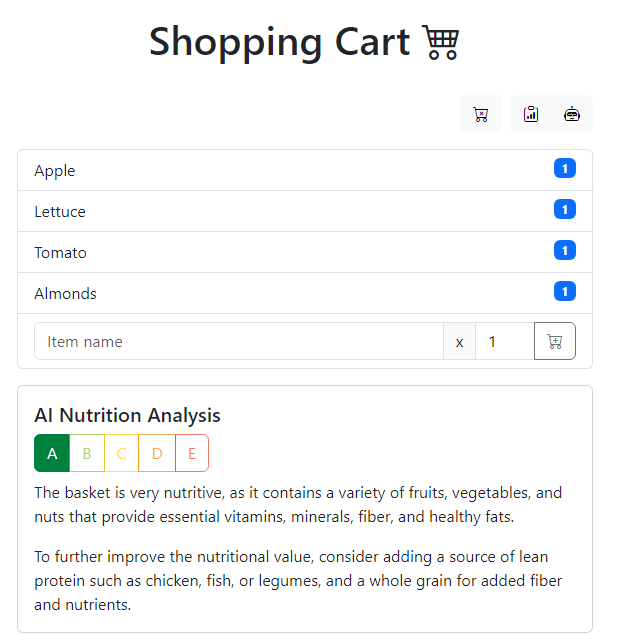 Shopping Cart
Apple 1
Lettuce 1
Tomato 1
Almonds 1
Item name x 1
AI Nutrition Analysis
A B C D E
The basket is very nutritive, as it contains a variety of fruits, vegetables, and
nuts that provide essential vitamins, minerals, fiber, and healthy fats.
To further improve the nutritional value, consider adding a source of lean
protein such as chicken, fish, or legumes, and a whole grain for added fiber
and nutrients.